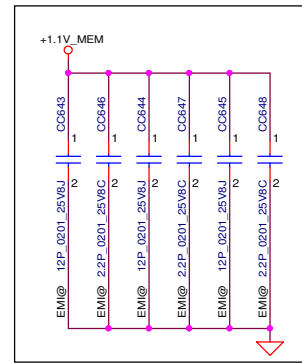 +1.1V_MEM
CC643
1
2
EMI@ 12P_0201_25V8J
CC646
1
2
EMI@ 2.2P_0201_25V8C
CC644
1
2
EMI@ 12P_0201_25V8J
CC647
1
2
EMI@ 2.2P_0201_25V8C
CC645
1
2
EMI@ 12P_0201_25V8J
CC648
1
2
EMI@ 2.2P_0201_25V8C